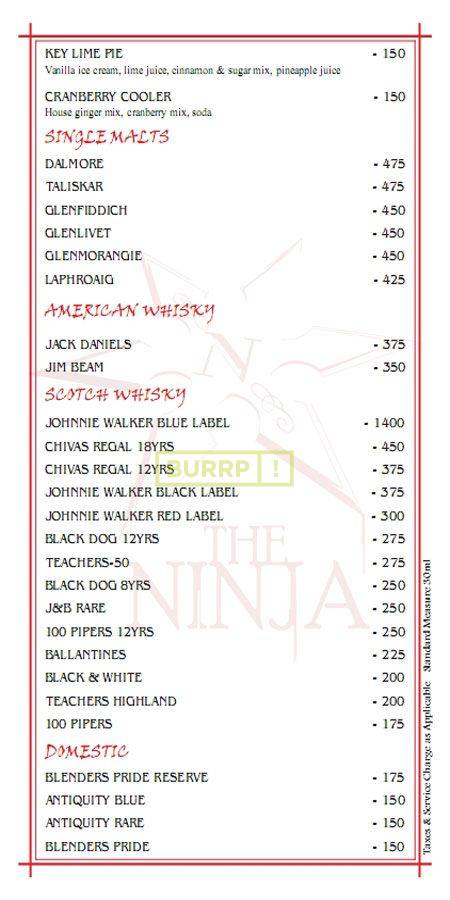 KEY LIME PIE - 150
Vanilla ice cream, lime juice, cinnamon & sugar mix, pineapple juice
CRANBERRY COOLER - 150
House ginger mix, cranberry mix, soda
SINGLE MALTS
DALMORE - 475
TALISKAR - 475
GLENFIDDICH - 450
GLENLIVET - 450
GLENMORANGIE - 450
LAPHROAIG - 425
AMERICAN WHISKY
JACK DANIELS - 375
JIM BEAM - 350
SCOTCH WHISKY
JOHNNIE WALKER BLUE LABEL - 1400
CHIVAS REGAL 18YRS - 450
CHIVAS REGAL 12YRS - 375
BURRP!
JOHNNIE WALKER BLACK LABEL - 375
JOHNNIE WALKER RED LABEL - 300
BLACK DOG 12YRS - 275
TEACHERS-50 - 275
BLACK DOG 8YRS - 250
J&B RARE - 250
100 PIPERS 12YRS - 250
BALLANTINES - 225
BLACK & WHITE - 200
TEACHERS HIGHLAND - 200
100 PIPERS - 175
DOMESTIC
BLENDERS PRIDE RESERVE - 175
ANTIQUITY BLUE - 150
ANTIQUITY RARE - 150
BLENDERS PRIDE - 150
N
THE
NINJA
Taxes & Service Charge as Applicable Standard Measure 30ml